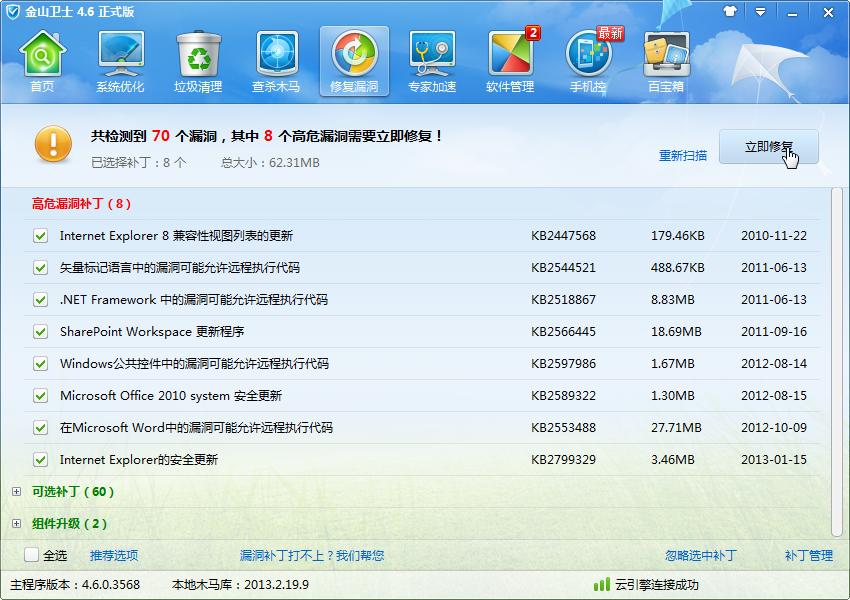 金山卫士 4.6 正式版
首页 系统优化 垃圾清理 查杀木马 修复漏洞 专家加速 2 软件管理 最新 手机控 百宝箱
共检测到 70 个漏洞，其中 8 个高危漏洞需要立即修复！
已选择补丁：8 个 总大小：62.31MB
重新扫描 立即修复
高危漏洞补丁（8）
Internet Explorer 8 兼容性视图列表的更新 KB2447568 179.46KB 2010-11-22
矢量标记语言中的漏洞可能允许远程执行代码 KB2544521 488.67KB 2011-06-13
.NET Framework 中的漏洞可能允许远程执行代码 KB2518867 8.83MB 2011-06-13
SharePoint Workspace 更新程序 KB2566445 18.69MB 2011-09-16
Windows公共控件中的漏洞可能允许远程执行代码 KB2597986 1.67MB 2012-08-14
Microsoft Office 2010 system 安全更新 KB2589322 1.30MB 2012-08-15
在Microsoft Word中的漏洞可能允许远程执行代码 KB2553488 27.71MB 2012-10-09
Internet Explorer的安全更新 KB2799329 3.46MB 2013-01-15
可选补丁（60）
组件升级（2）
全选 推荐选项 漏洞补丁打不上？我们帮您 忽略选中补丁 补丁管理
主程序版本：4.6.0.3568 本地木马库：2013.2.19.9 云引擎连接成功